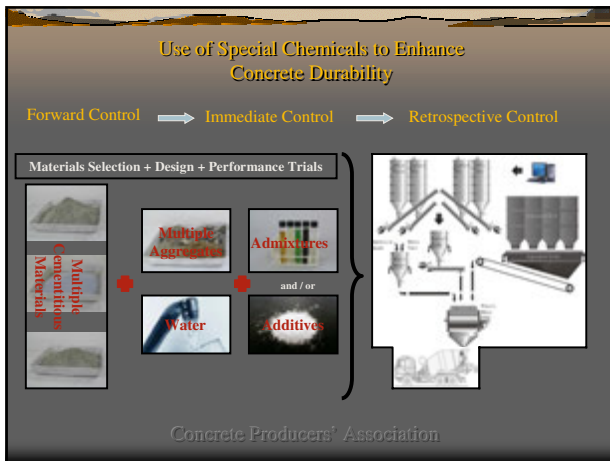 Use of Special Chemicals to Enhance
Concrete Durability
Forward Control
Immediate Control
Retrospective Control
Materials Selection + Design + Performance Trials
Multiple
Cementitious
Materials
Multiple
Aggregates
Admixtures
and / or
Water
Additives
Concrete Producers' Association